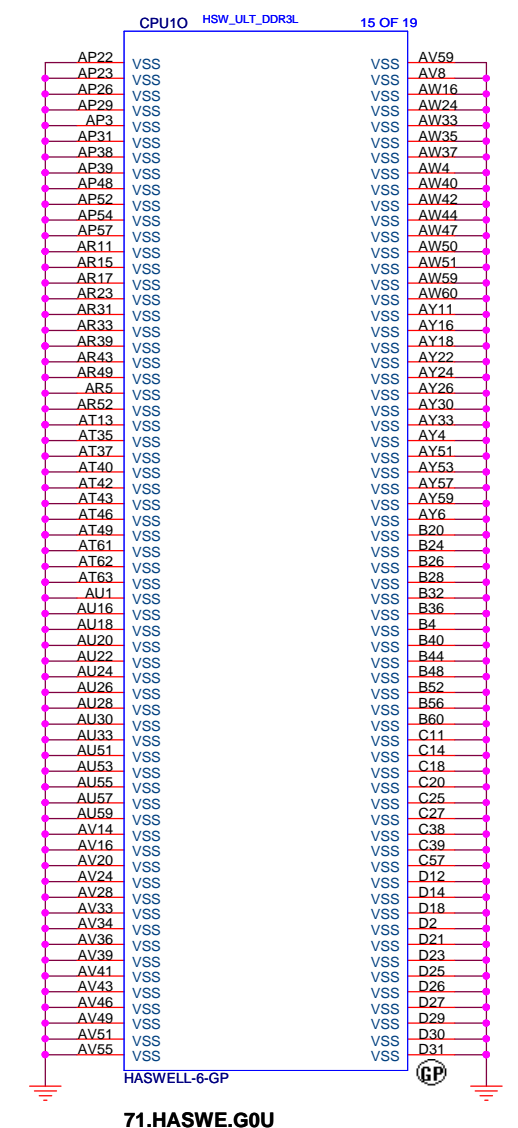 CPU1O HSW_ULT_DDR3L 15 OF 19
AP22 VSS VSS AV59
AP23 VSS VSS AV8
AP26 VSS VSS AW16
AP29 VSS VSS AW24
AP3 VSS VSS AW33
AP31 VSS VSS AW35
AP38 VSS VSS AW37
AP39 VSS VSS AW4
AP48 VSS VSS AW40
AP52 VSS VSS AW42
AP54 VSS VSS AW44
AP57 VSS VSS AW47
AR11 VSS VSS AW50
AR15 VSS VSS AW51
AR17 VSS VSS AW59
AR23 VSS VSS AW60
AR31 VSS VSS AY11
AR33 VSS VSS AY16
AR39 VSS VSS AY18
AR43 VSS VSS AY22
AR49 VSS VSS AY24
AR5 VSS VSS AY26
AR52 VSS VSS AY30
AT13 VSS VSS AY33
AT35 VSS VSS AY4
AT37 VSS VSS AY51
AT40 VSS VSS AY53
AT42 VSS VSS AY57
AT43 VSS VSS AY59
AT46 VSS VSS AY6
AT49 VSS VSS B20
AT61 VSS VSS B24
AT62 VSS VSS B26
AT63 VSS VSS B28
AU1 VSS VSS B32
AU16 VSS VSS B36
AU18 VSS VSS B4
AU20 VSS VSS B40
AU22 VSS VSS B44
AU24 VSS VSS B48
AU26 VSS VSS B52
AU28 VSS VSS B56
AU30 VSS VSS B60
AU33 VSS VSS C11
AU51 VSS VSS C14
AU53 VSS VSS C18
AU55 VSS VSS C20
AU57 VSS VSS C25
AU59 VSS VSS C27
AV14 VSS VSS C38
AV16 VSS VSS C39
AV20 VSS VSS C57
AV24 VSS VSS D12
AV28 VSS VSS D14
AV33 VSS VSS D18
AV34 VSS VSS D2
AV36 VSS VSS D21
AV39 VSS VSS D23
AV41 VSS VSS D25
AV43 VSS VSS D26
AV46 VSS VSS D27
AV49 VSS VSS D29
AV51 VSS VSS D30
AV55 VSS VSS D31
HASWELL-6-GP GP
71.HASWE.G0U